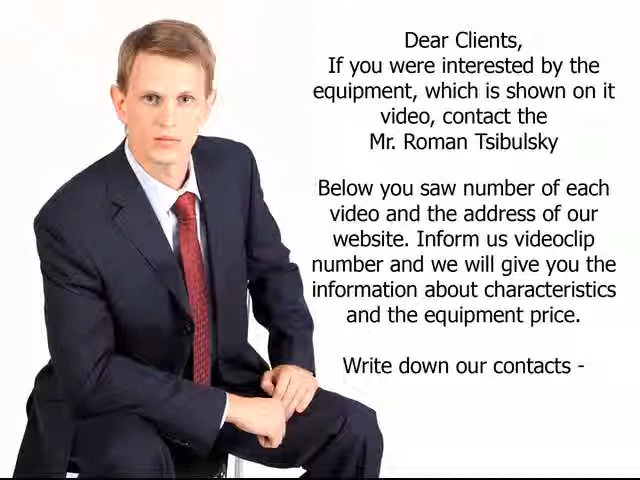 Dear Clients,
If you were interested by the
equipment, which is shown on it
video, contact the
Mr. Roman Tsibulsky
Below you saw number of each
video and the address of our
website. Inform us videoclip
number and we will give you the
information about characteristics
and the equipment price.
Write down our contacts -